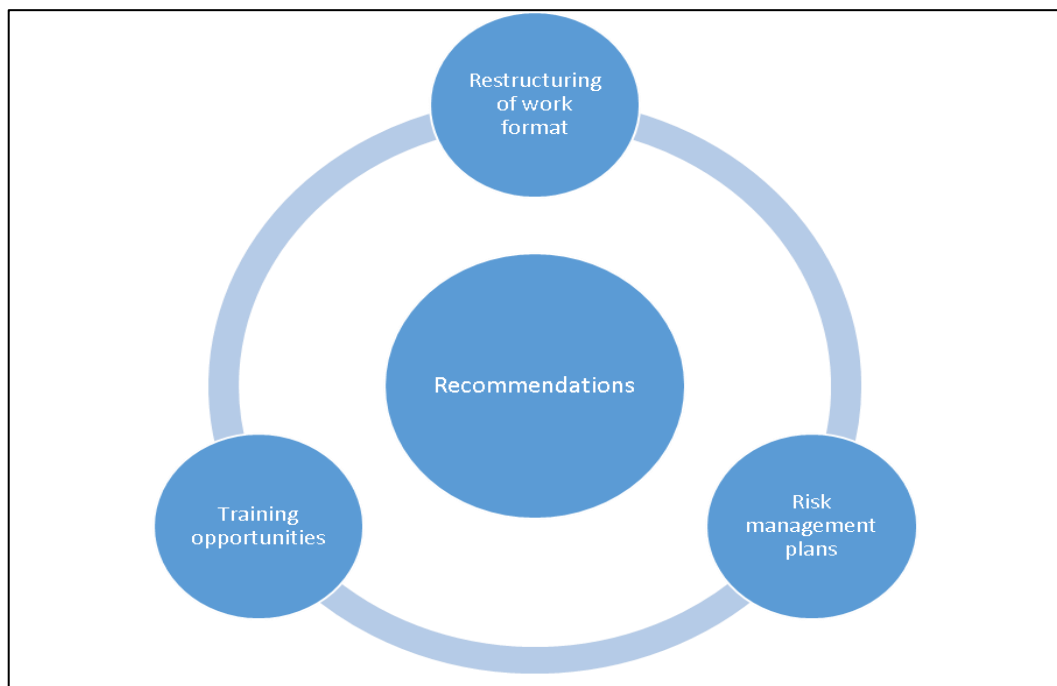 Restructuring
of work
format
Recommendations
Training
opportunities
Risk
management
plans